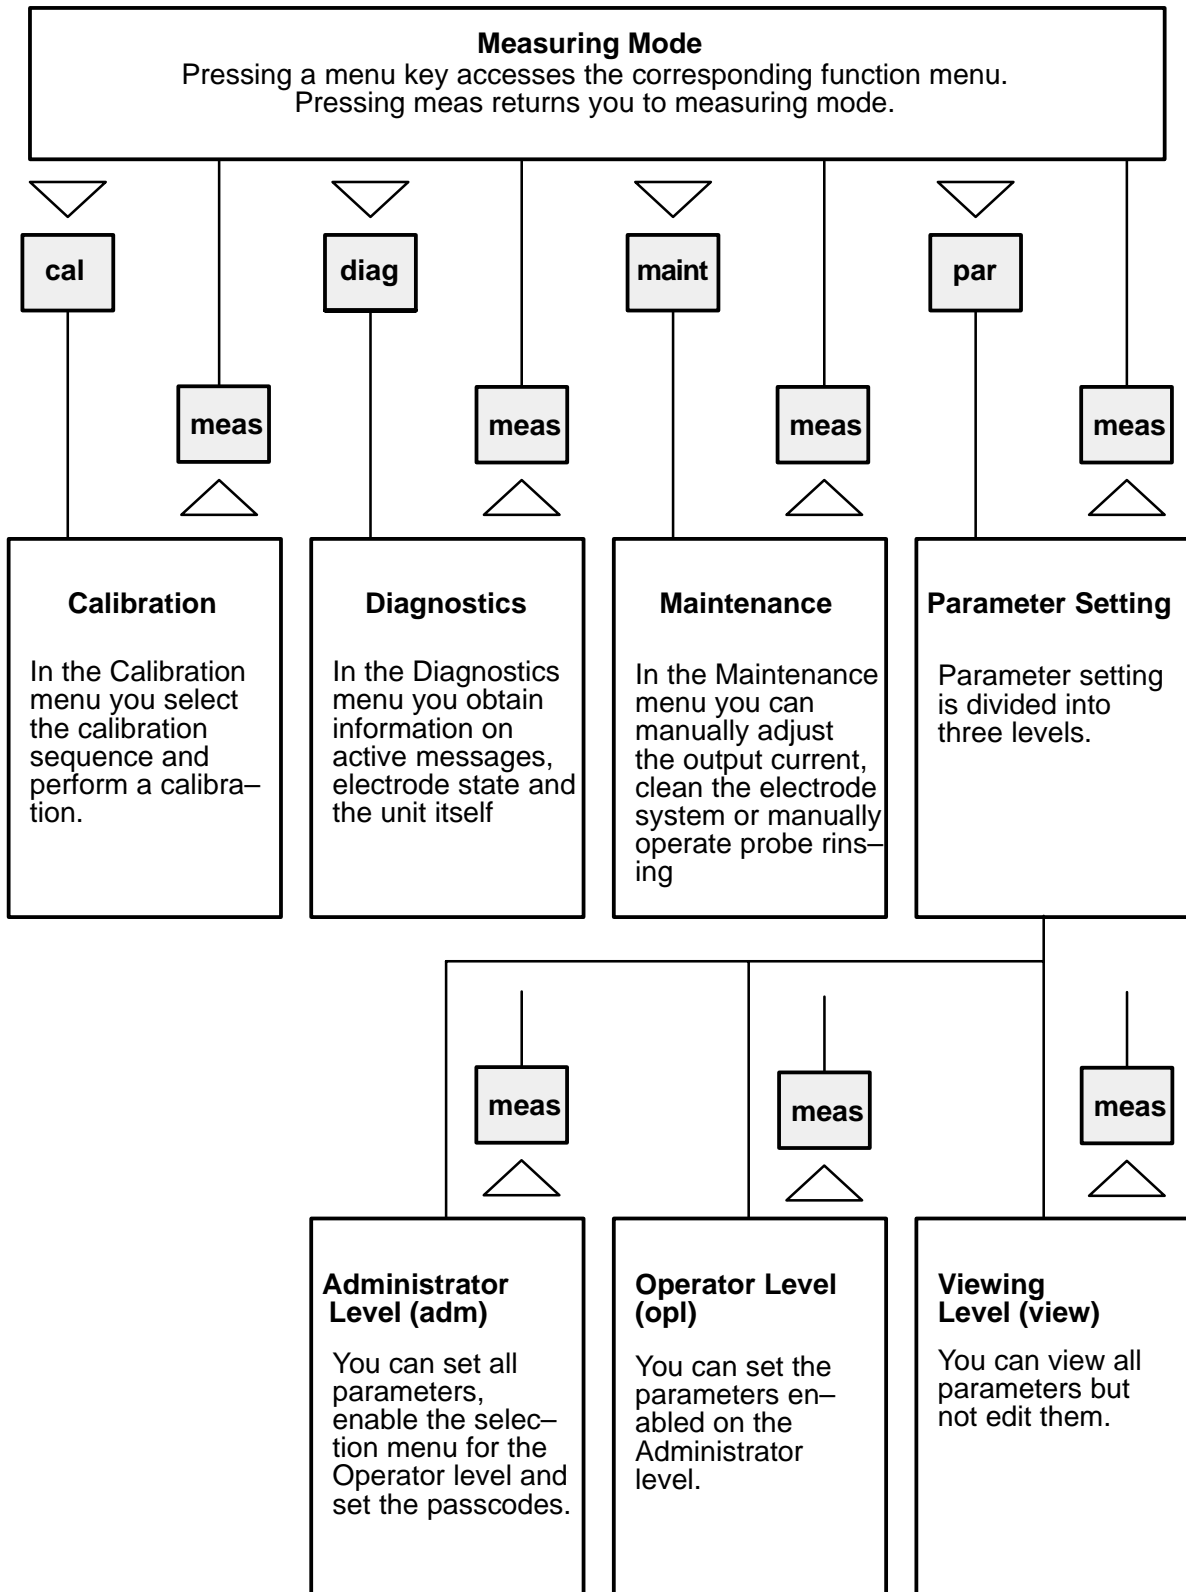 Measuring Mode
Pressing a menu key accesses the corresponding function menu.
Pressing meas returns you to measuring mode.
cal
diag
maint
par
meas
meas
meas
meas
Calibration
In the Calibration
menu you select
the calibration
sequence and
perform a calibra–
tion.
Diagnostics
In the Diagnostics
menu you obtain
information on
active messages,
electrode state and
the unit itself
Maintenance
In the Maintenance
menu you can
manually adjust
the output current,
clean the electrode
system or manually
operate probe rins–
ing
Parameter Setting
Parameter setting
is divided into
three levels.
meas
meas
meas
Administrator
Level (adm)
You can set all
parameters,
enable the selec–
tion menu for the
Operator level and
set the passcodes.
Operator Level
(opl)
You can set the
parameters en–
abled on the
Administrator
level.
Viewing
Level (view)
You can view all
parameters but
not edit them.